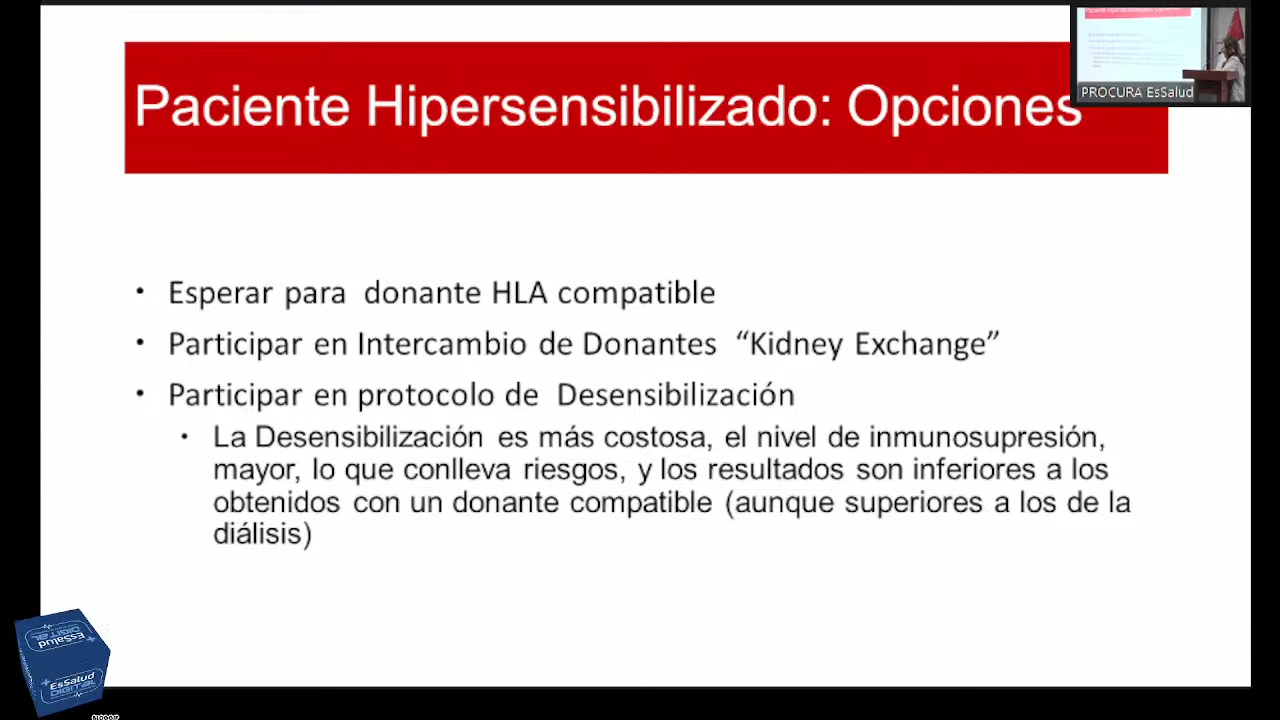 Paciente Hipersensibilizado: Opciones
PROCURA EsSalud
• Esperar para donante HLA compatible
• Participar en Intercambio de Donantes “Kidney Exchange”
• Participar en protocolo de Desensibilización
• La Desensibilización es más costosa, el nivel de inmunosupresión,
mayor, lo que conlleva riesgos, y los resultados son inferiores a los
obtenidos con un donante compatible (aunque superiores a los de la
diálisis)
EsSalud
DIGITAL
EsSalud
DIGITAL